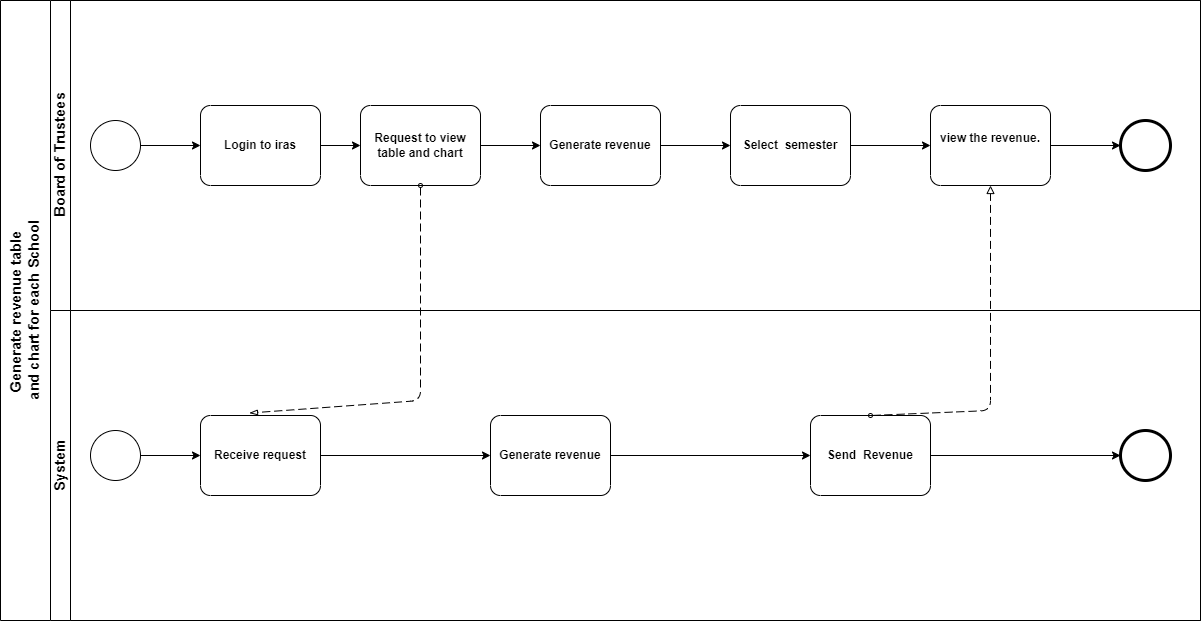 Generate revenue table
and chart for each School
Board of Trustees
Login to iras
Request to view
table and chart
Generate revenue
Select  semester
view the revenue.
System
Receive request
Generate revenue
Send  Revenue